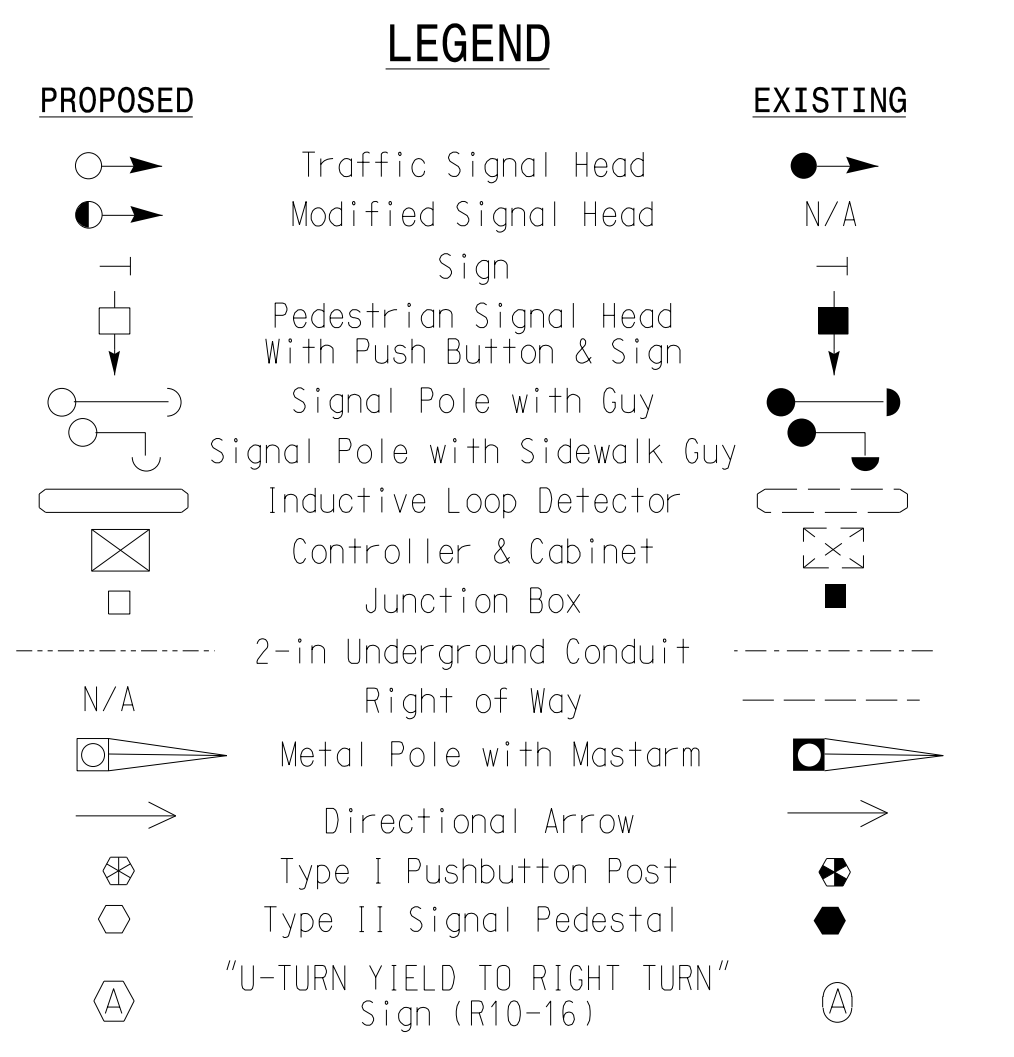 LEGEND
PROPOSED EXISTING
Traffic Signal Head
Modified Signal Head N/A
Sign
Pedestrian Signal Head
With Push Button & Sign
Signal Pole with Guy
Signal Pole with Sidewalk Guy
Inductive Loop Detector
Controller & Cabinet
Junction Box
2-in Underground Conduit
N/A Right of Way
Metal Pole with Mastarm
Directional Arrow
Type I Pushbutton Post
Type II Signal Pedestal
"U-TURN YIELD TO RIGHT TURN"
A Sign (R10-16) A